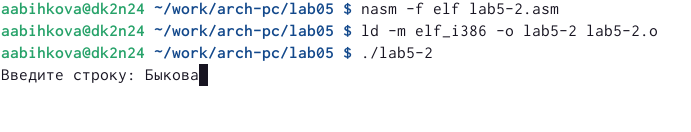 aabihkova@dk2n24 ~/work/arch-pc/lab05 $ nasm -f elf lab5-2.asm
aabihkova@dk2n24 ~/work/arch-pc/lab05 $ ld -m elf_i386 -o lab5-2 lab5-2.o
aabihkova@dk2n24 ~/work/arch-pc/lab05 $ ./lab5-2
Введите строку: Быкова